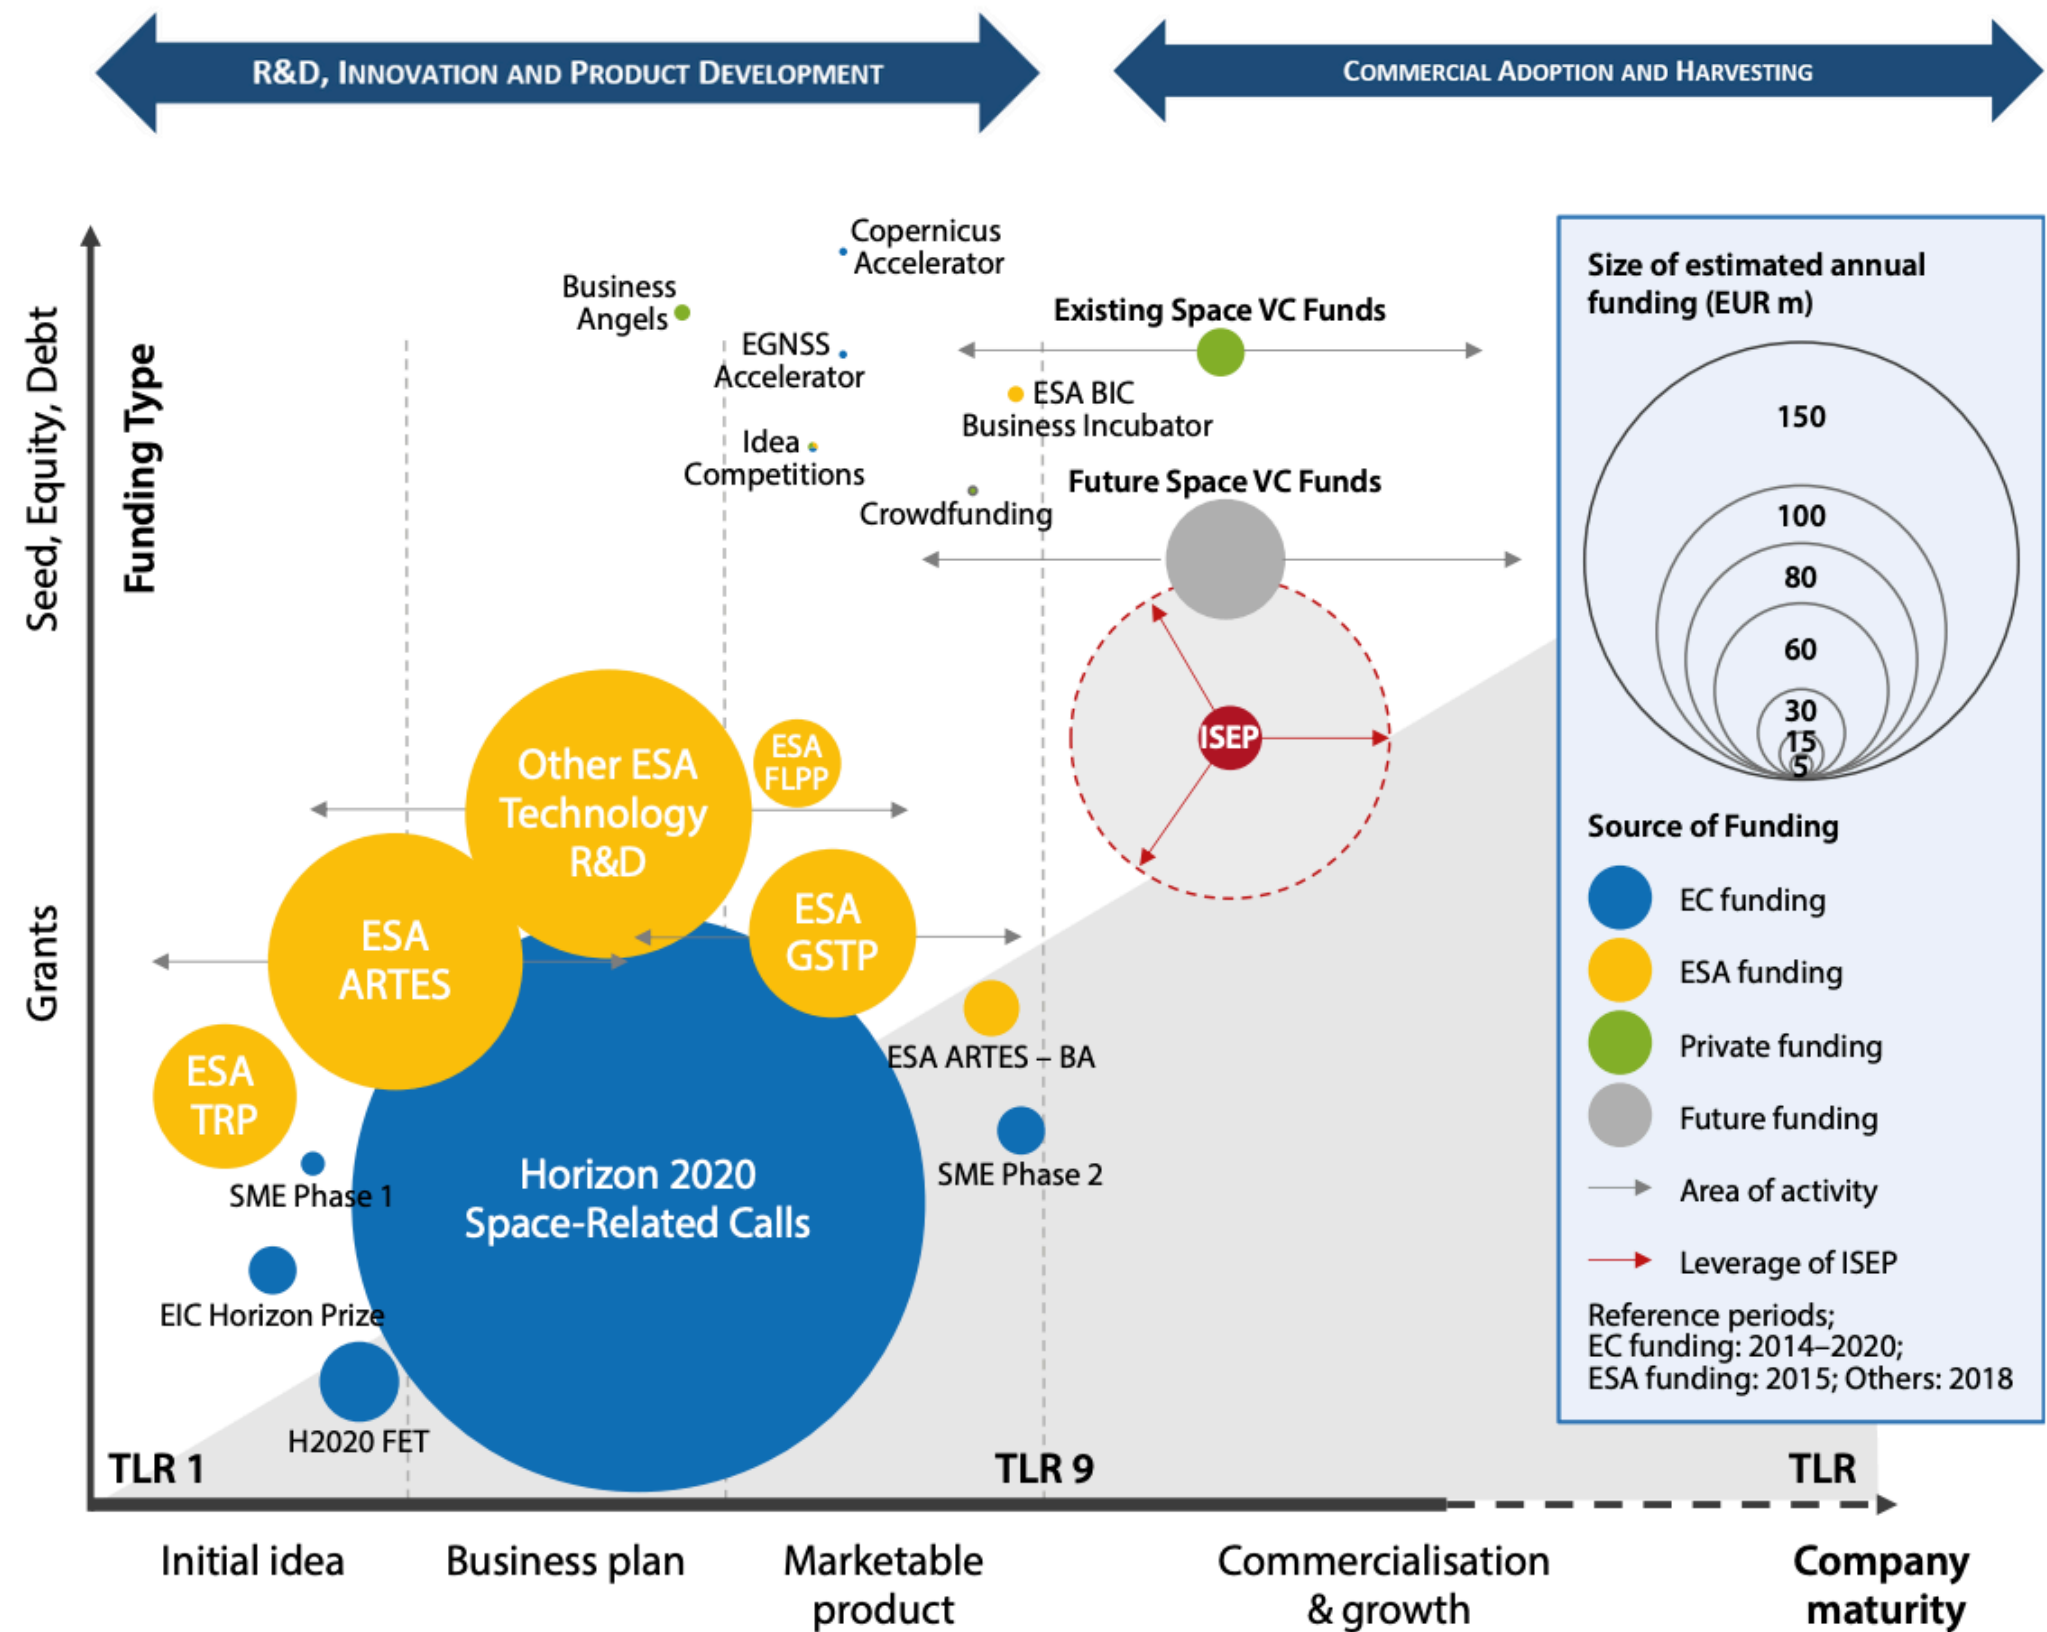 R&D, INNOVATION AND PRODUCT DEVELOPMENT
COMMERCIAL ADOPTION AND HARVESTING
Seed, Equity, Debt
Grants
Funding Type
Copernicus
Accelerator
Business
Angels
EGNSS
Accelerator
Existing Space VC Funds
ESA BIC
Business Incubator
Idea
Competitions
Crowdfunding
Future Space VC Funds
ISEP
Other ESA
Technology
R&D
ESA
FLPP
ESA
ARTES
ESA
GSTP
ESA
TRP
ESA ARTES – BA
SME Phase 1
SME Phase 2
Horizon 2020
Space-Related Calls
EIC Horizon Prize
H2020 FET
TLR 1
TLR 9
TLR
Initial idea
Business plan
Marketable
product
Commercialisation
& growth
Company
maturity
Size of estimated annual
funding (EUR m)
150
100
80
60
30
15
5
Source of Funding
EC funding
ESA funding
Private funding
Future funding
Area of activity
Leverage of ISEP
Reference periods;
EC funding: 2014–2020;
ESA funding: 2015; Others: 2018